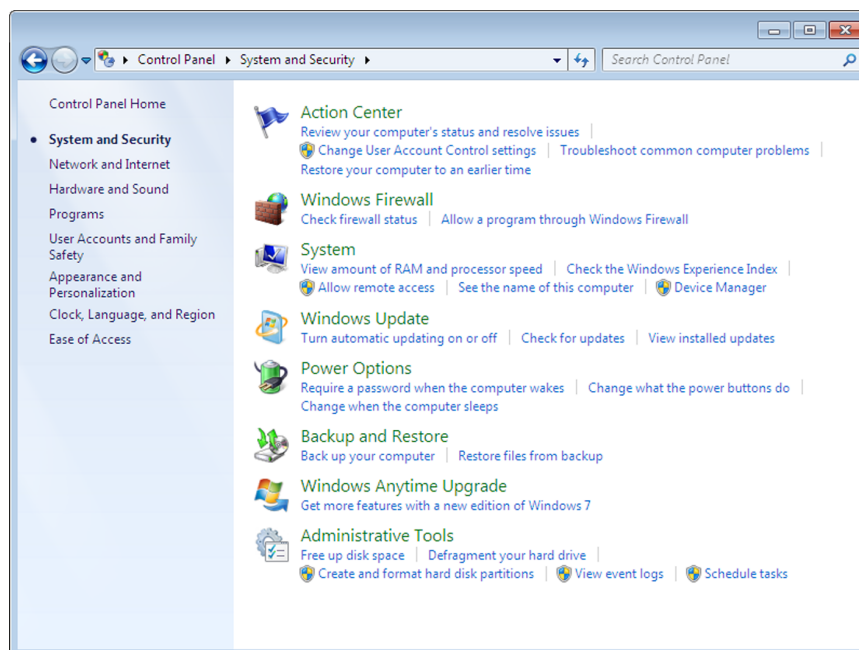 Control Panel System and Security
Search Control Panel
Control Panel Home
System and Security
Network and Internet
Hardware and Sound
Programs
User Accounts and Family
Safety
Appearance and
Personalization
Clock, Language, and Region
Ease of Access
Action Center
Review your computer's status and resolve issues
Change User Account Control settings Troubleshoot common computer problems
Restore your computer to an earlier time
Windows Firewall
Check firewall status Allow a program through Windows Firewall
System
View amount of RAM and processor speed Check the Windows Experience Index
Allow remote access See the name of this computer Device Manager
Windows Update
Turn automatic updating on or off Check for updates View installed updates
Power Options
Require a password when the computer wakes Change what the power buttons do
Change when the computer sleeps
Backup and Restore
Back up your computer Restore files from backup
Windows Anytime Upgrade
Get more features with a new edition of Windows 7
Administrative Tools
Free up disk space Defragment your hard drive
Create and format hard disk partitions View event logs Schedule tasks